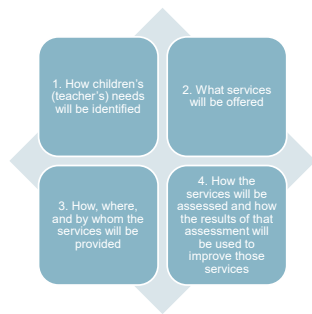 1. How children's
(teacher's) needs
will be identified
2. What services
will be offered
3. How, where,
and by whom the
services will be
provided
4. How the
services will be
assessed and how
the results of that
assessment will
be used to
improve those
services